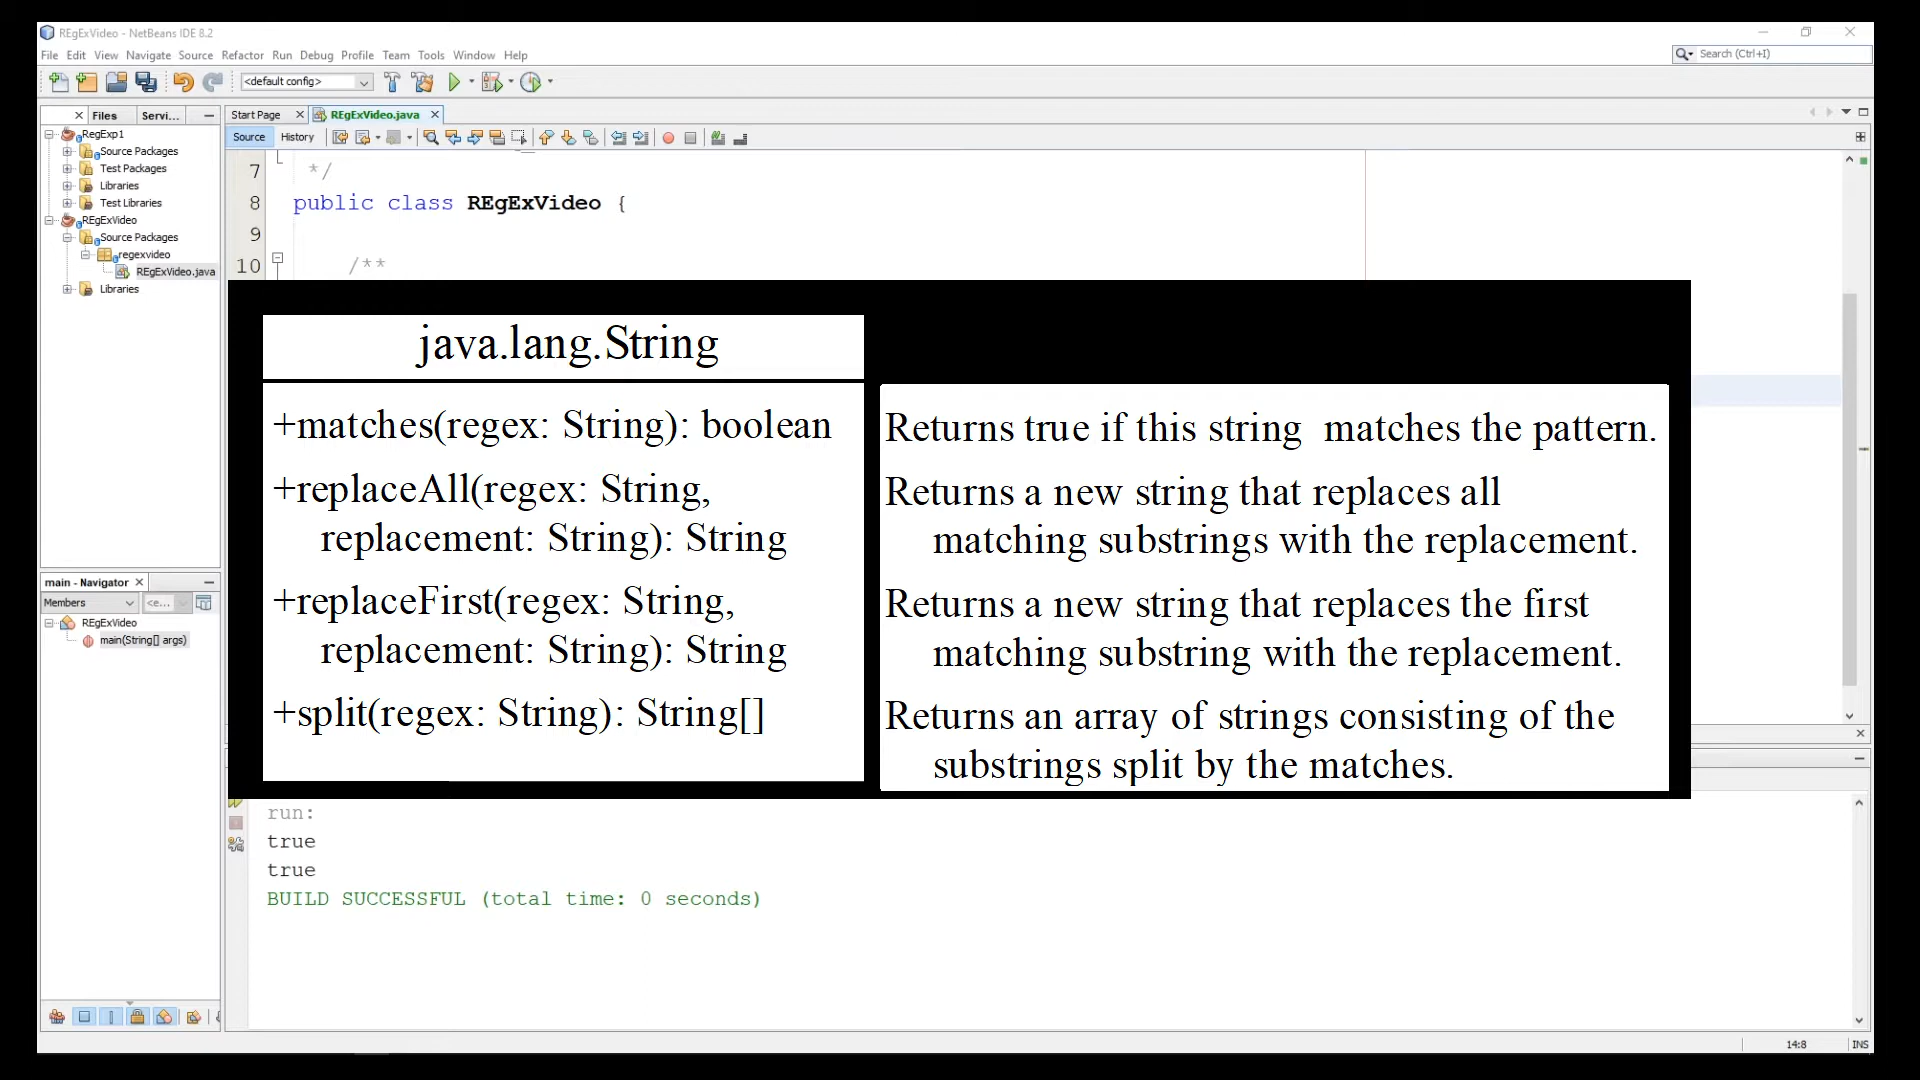 REgExVideo - NetBeans IDE 8.2
File Edit View Navigate Source Refactor Run Debug Profile Team Tools Window Help
Search (Ctrl+I)
<default config>
Files Servi...
Start Page REgExVideo.java
Source History
RegExp1
Source Packages
Test Packages
Libraries
Test Libraries
REgExVideo
Source Packages
regexvideo
REgExVideo.java
Libraries
7 */
8 public class REgExVideo {
9
10 /**
java.lang.String
+matches(regex: String): boolean
Returns true if this string matches the pattern.
+replaceAll(regex: String,
replacement: String): String
Returns a new string that replaces all
matching substrings with the replacement.
+replaceFirst(regex: String,
replacement: String): String
Returns a new string that replaces the first
matching substring with the replacement.
+split(regex: String): String[]
Returns an array of strings consisting of the
substrings split by the matches.
main - Navigator
Members <e...
REgExVideo
main(String[] args)
run:
true
true
BUILD SUCCESSFUL (total time: 0 seconds)
14:8 INS